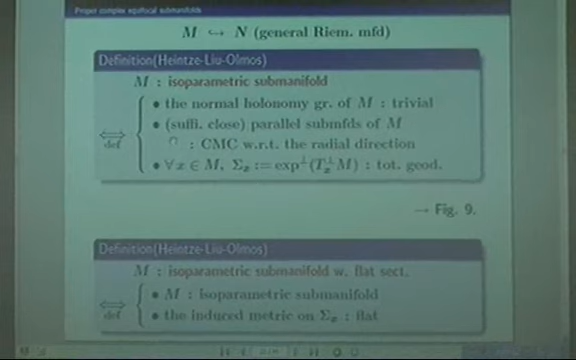 Proper complex equifocal submanifolds
M ↪ N (general Riem. mfd)
Definition(Heintze-Liu-Olmos)
M : isoparametric submanifold
• the normal holonomy gr. of M : trivial
• (suffi. close) parallel submfds of M
: CMC w.r.t. the radial direction
⟺ def
• ∀x ∈ M, Σₓ := exp⊥(Tₓ⊥M) : tot. geod.
→ Fig. 9.
Definition(Heintze-Liu-Olmos)
M : isoparametric submanifold w. flat sect.
⟺ def
• M : isoparametric submanifold
• the induced metric on Σₓ : flat